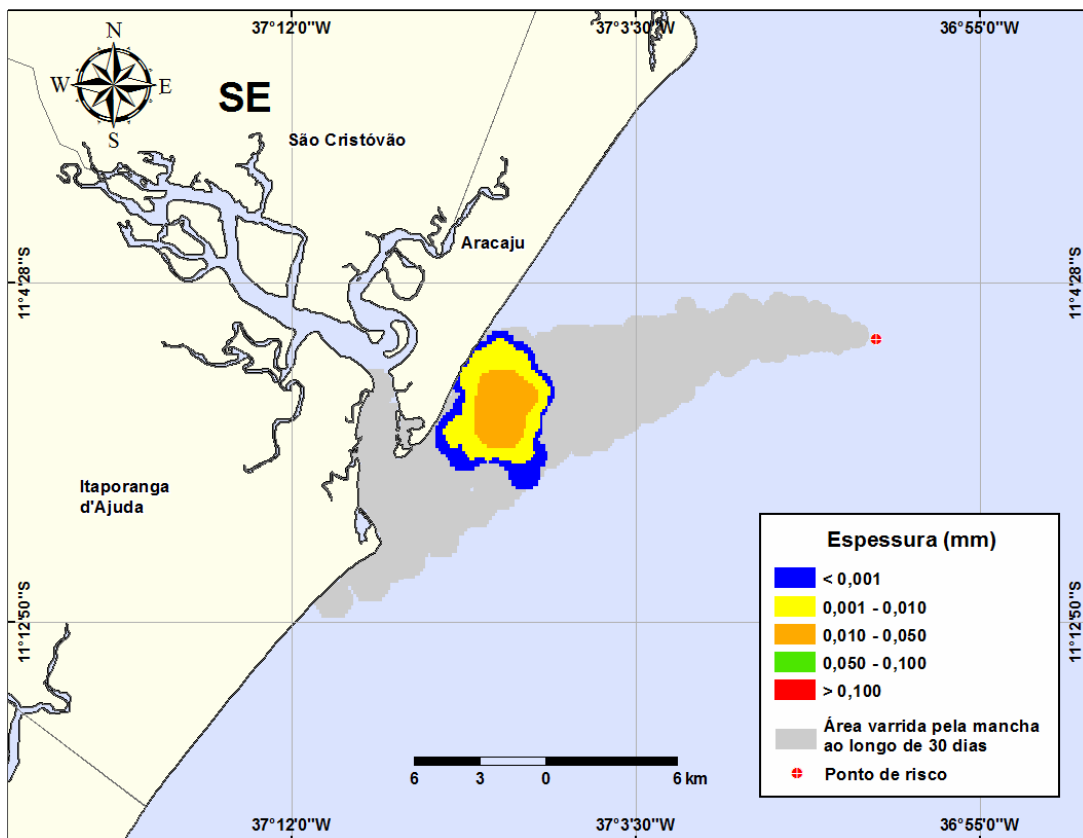 37°12'0"W
37°3'30"W
36°55'0"W
N
W
E
S
SE
São Cristóvão
Aracaju
11°4'28"S
11°4'28"S
Itaporanga
d'Ajuda
11°12'50"S
11°12'50"S
Espessura (mm)
< 0,001
0,001 - 0,010
0,010 - 0,050
0,050 - 0,100
> 0,100
Área varrida pela mancha
ao longo de 30 dias
Ponto de risco
6 3 0 6 km
37°12'0"W
37°3'30"W
36°55'0"W